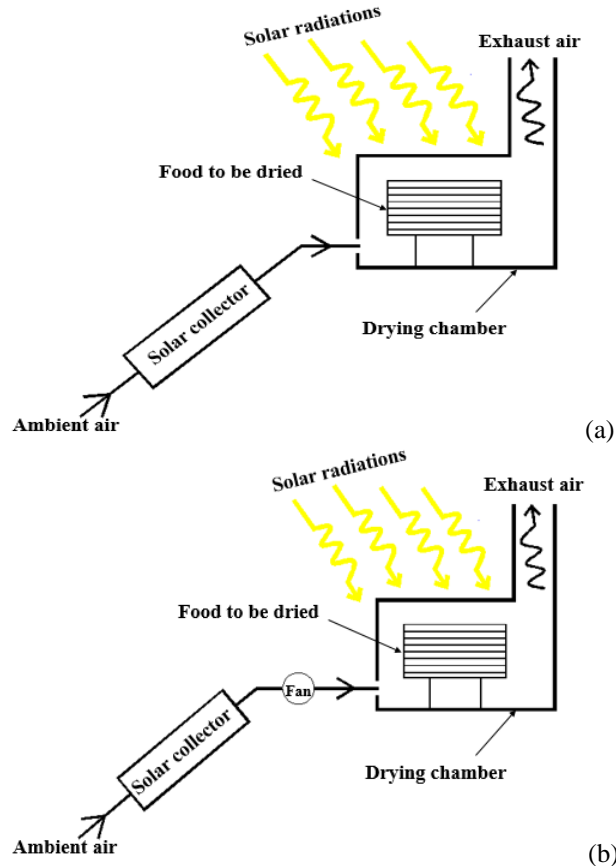 Solar radiations
Exhaust air
Food to be dried
Solar collector
Drying chamber
Ambient air
(a)
Solar radiations
Exhaust air
Food to be dried
Fan
Solar collector
Drying chamber
Ambient air
(b)